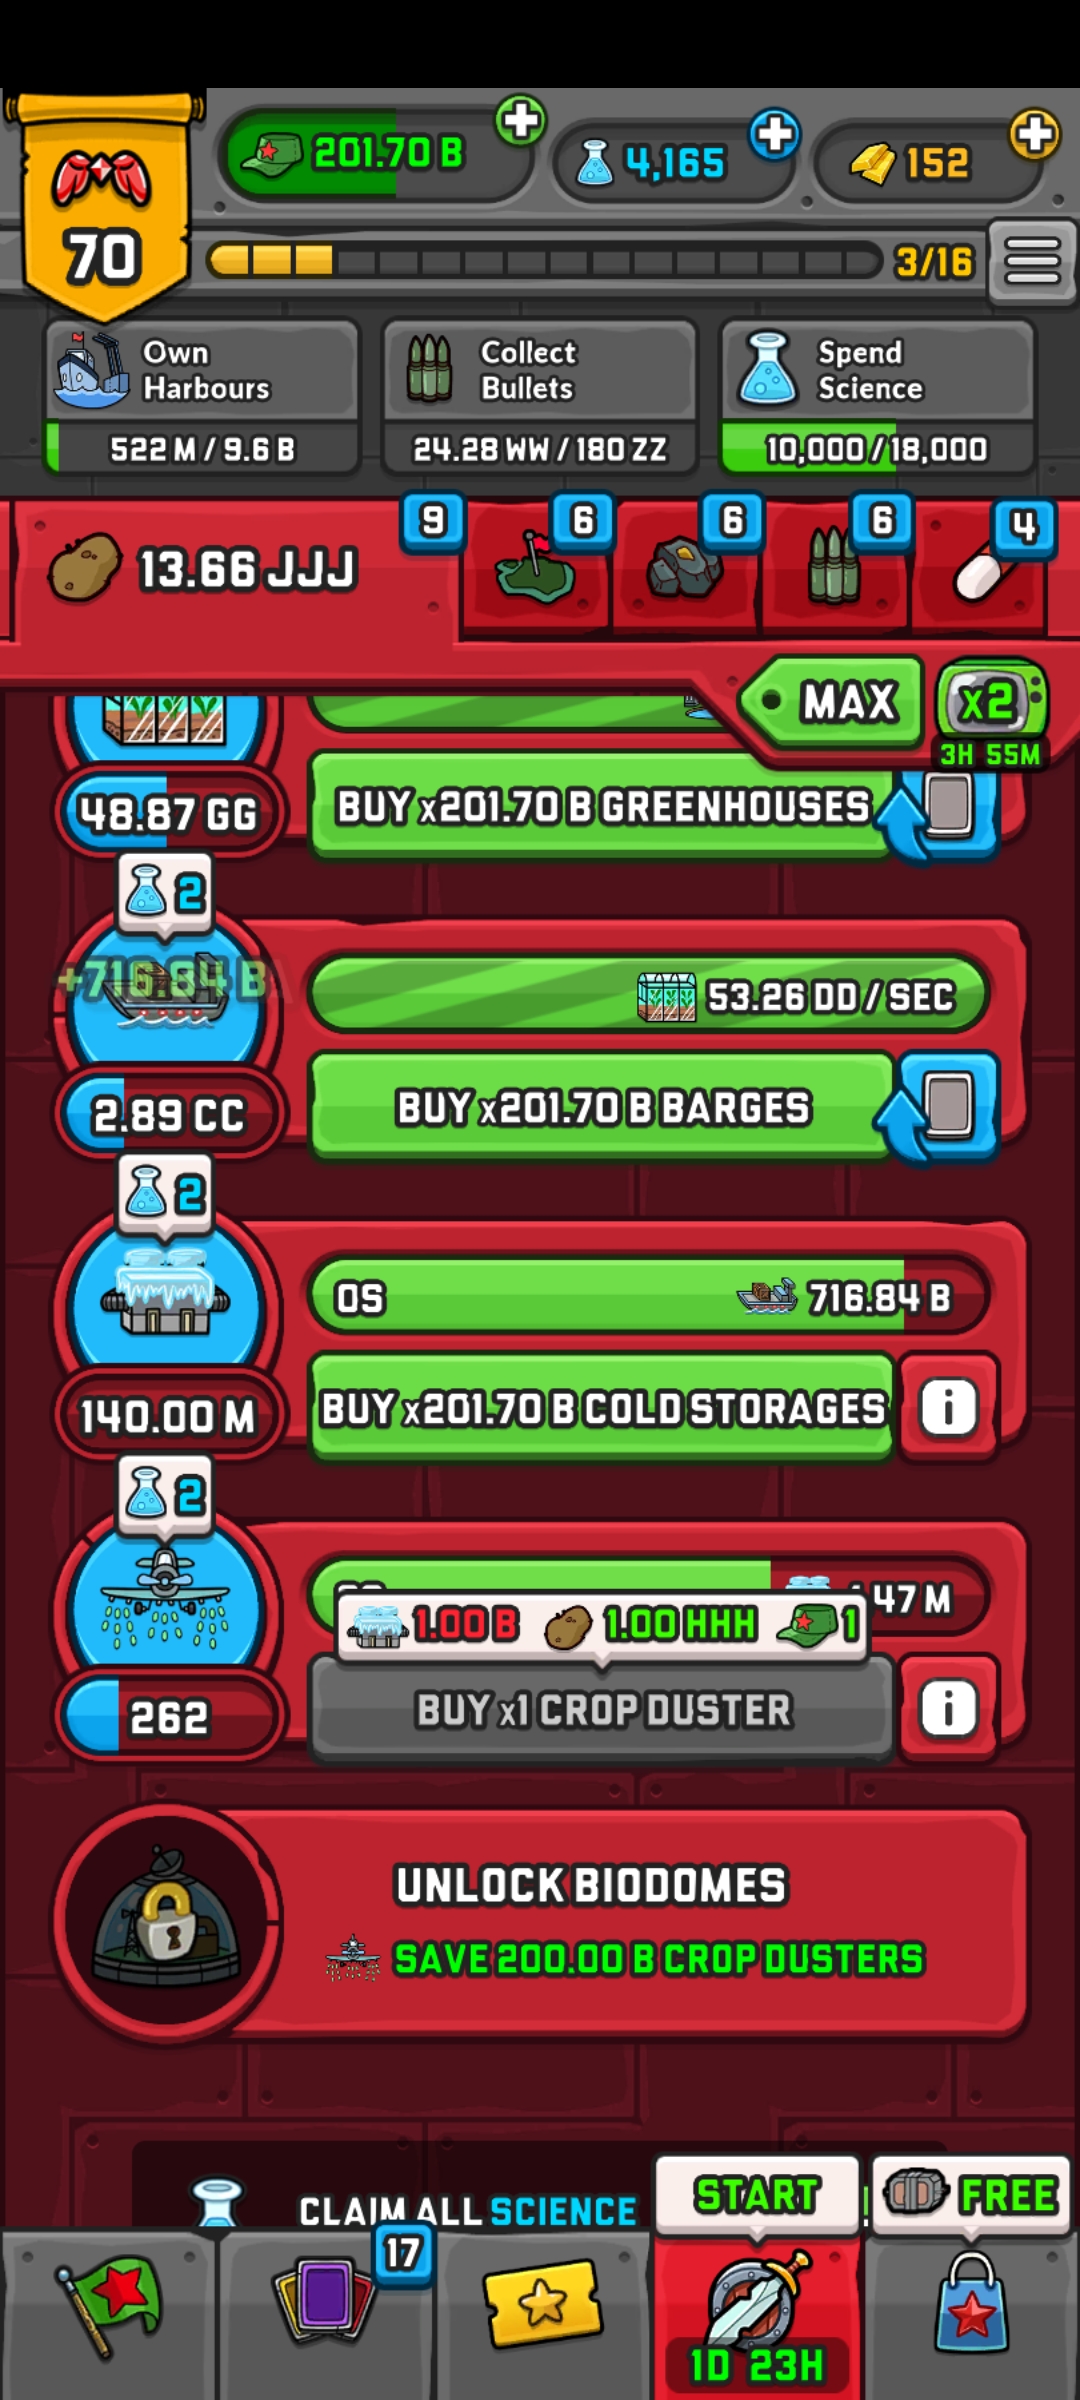 201.70 B
4,165
152
70
3/16
Own Harbours
522 M / 9.6 B
Collect Bullets
24.28 WW / 180 ZZ
Spend Science
10,000 / 18,000
13.66 JJJ
9
6
6
6
4
MAX
x2
3H 55M
48.87 GG
BUY x201.70 B GREENHOUSES
2
+716.84 B
53.26 DD / SEC
2.89 CC
BUY x201.70 B BARGES
2
0S
716.84 B
140.00 M
BUY x201.70 B COLD STORAGES
i
2
47 M
1.00 B
1.00 HHH
1
262
BUY x1 CROP DUSTER
i
UNLOCK BIODOMES
SAVE 200.00 B CROP DUSTERS
CLAIM ALL SCIENCE
START
FREE
17
1D 23H